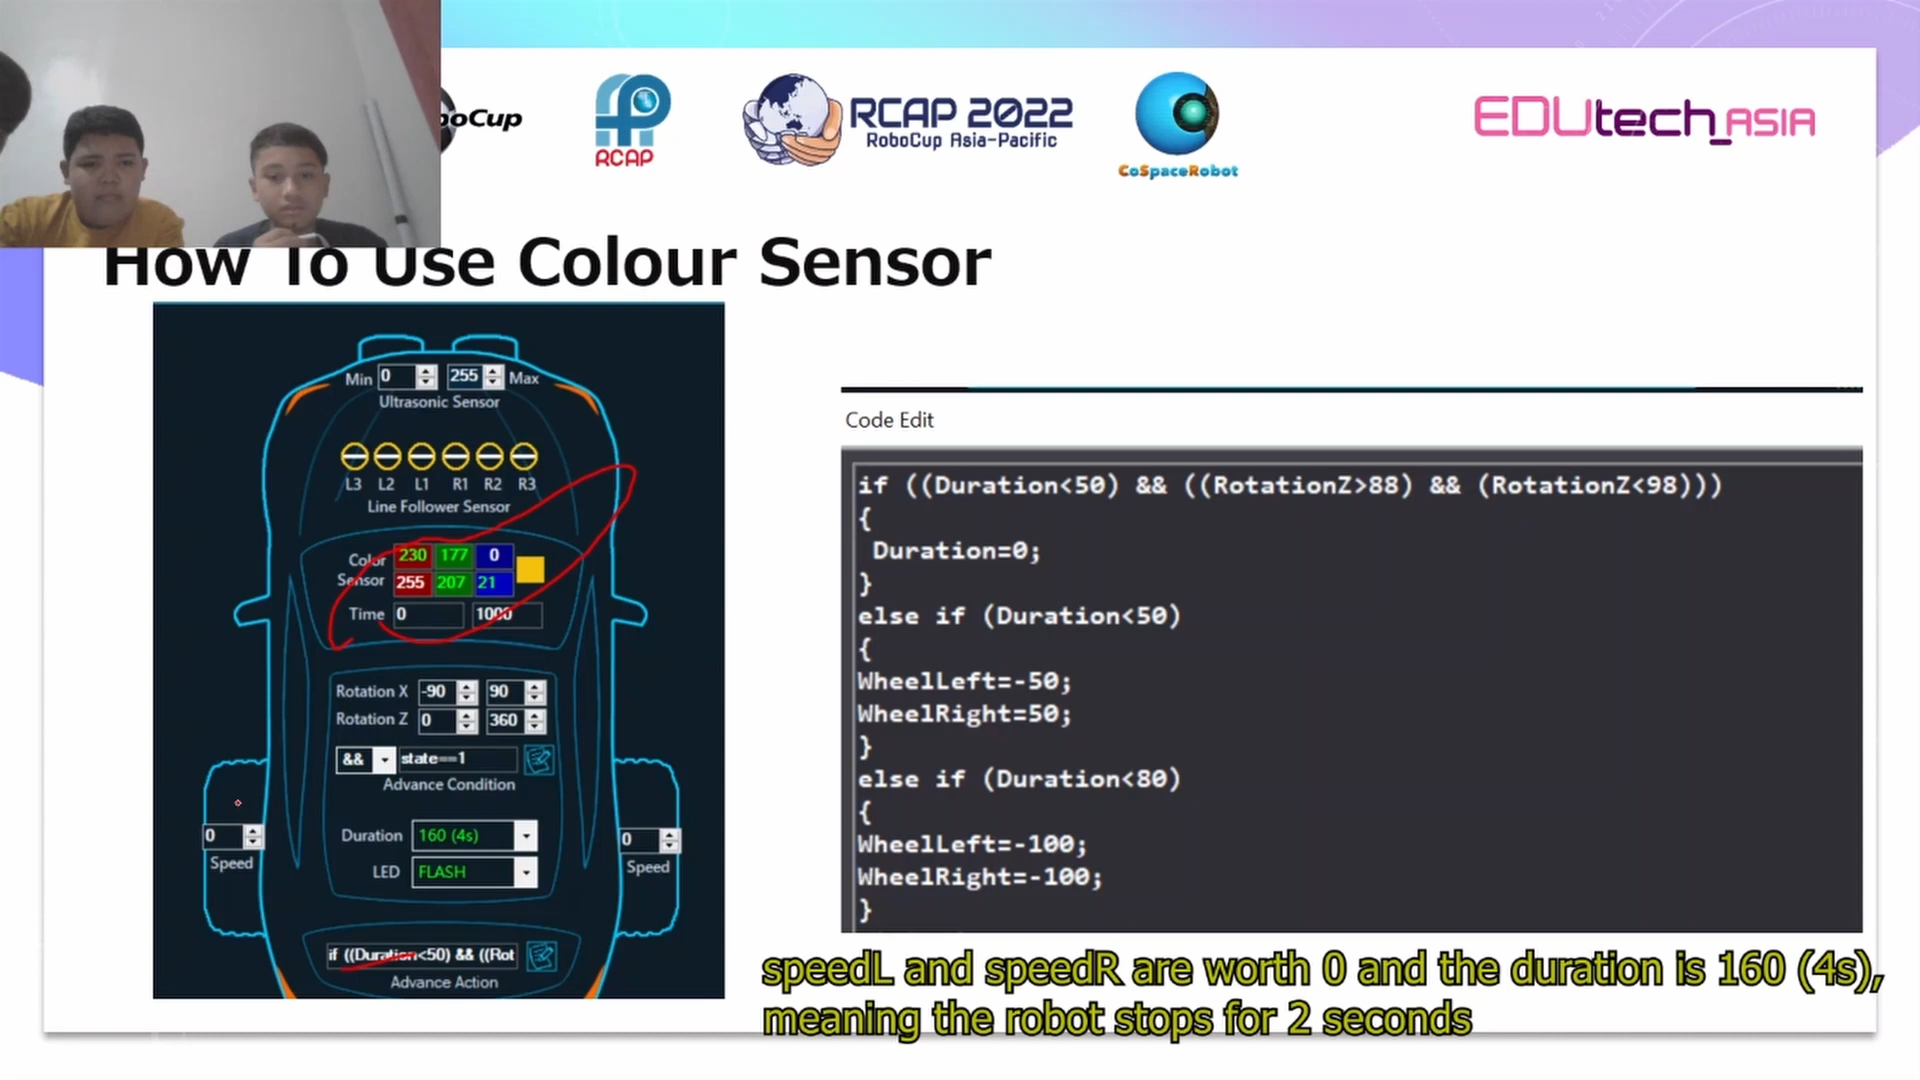 oCup
RCAP
RCAP 2022
RoboCup Asia-Pacific
CoSpaceRobot
EDUtech_ASIA
How To Use Colour Sensor
Min 0 255 Max
Ultrasonic Sensor
L3 L2 L1 R1 R2 R3
Line Follower Sensor
Color Sensor
230 177 0
255 207 21
Time 0 1000
Rotation X -90 90
Rotation Z 0 360
&& state==1
Advance Condition
Duration 160 (4s)
LED FLASH
0 Speed
0 Speed
if ((Duration<50) && ((Rot
Advance Action
Code Edit
if ((Duration<50) && ((RotationZ>88) && (RotationZ<98)))
{
Duration=0;
}
else if (Duration<50)
{
WheelLeft=-50;
WheelRight=50;
}
else if (Duration<80)
{
WheelLeft=-100;
WheelRight=-100;
}
speedL and speedR are worth 0 and the duration is 160 (4s),
meaning the robot stops for 2 seconds